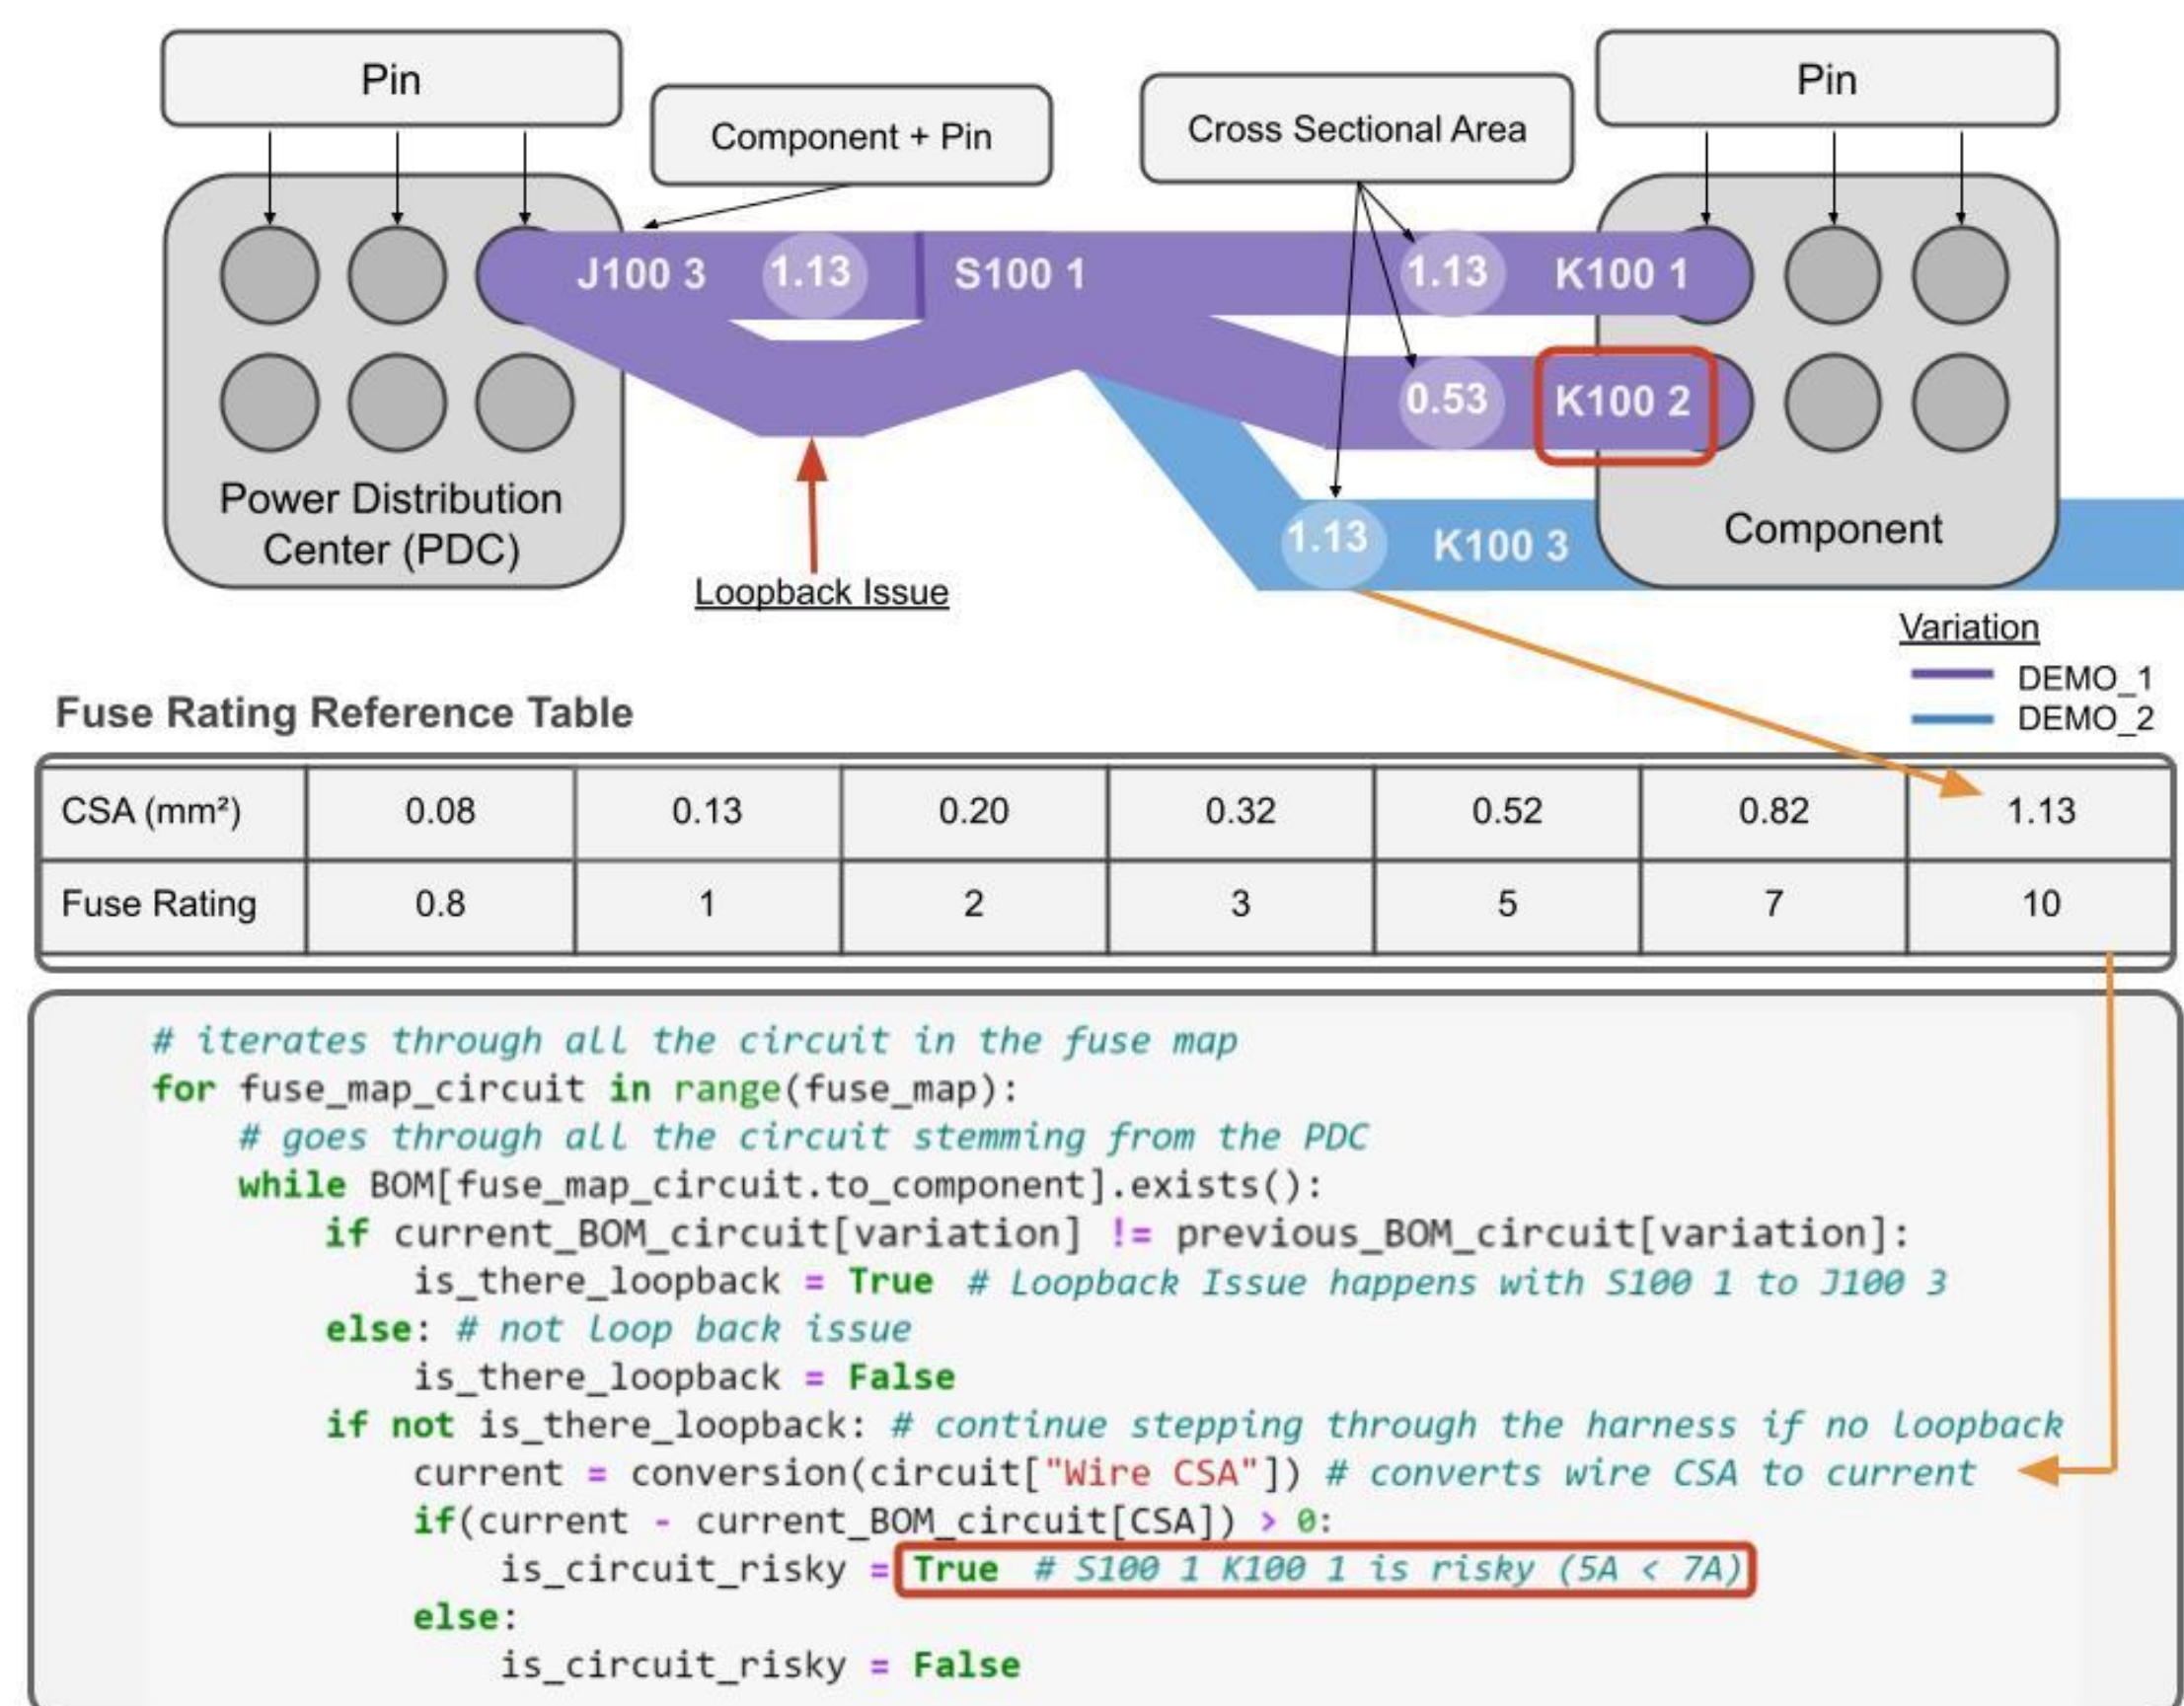 Pin
Component + Pin
Cross Sectional Area
Pin
J100 3
1.13
S100 1
1.13
K100 1
0.53
K100 2
Power Distribution
Center (PDC)
1.13
K100 3
Component
Loopback Issue
Variation
DEMO_1
DEMO_2
Fuse Rating Reference Table
CSA (mm²) 0.08 0.13 0.20 0.32 0.52 0.82 1.13
Fuse Rating 0.8 1 2 3 5 7 10
# iterates through all the circuit in the fuse map
for fuse_map_circuit in range(fuse_map):
    # goes through all the circuit stemming from the PDC
    while BOM[fuse_map_circuit.to_component].exists():
        if current_BOM_circuit[variation] != previous_BOM_circuit[variation]:
            is_there_loopback = True # Loopback Issue happens with S100 1 to J100 3
        else: # not loop back issue
            is_there_loopback = False
        if not is_there_loopback: # continue stepping through the harness if no loopback
            current = conversion(circuit["Wire CSA"]) # converts wire CSA to current
            if(current - current_BOM_circuit[CSA]) > 0:
                is_circuit_risky = True # S100 1 K100 1 is risky (5A < 7A)
            else:
                is_circuit_risky = False